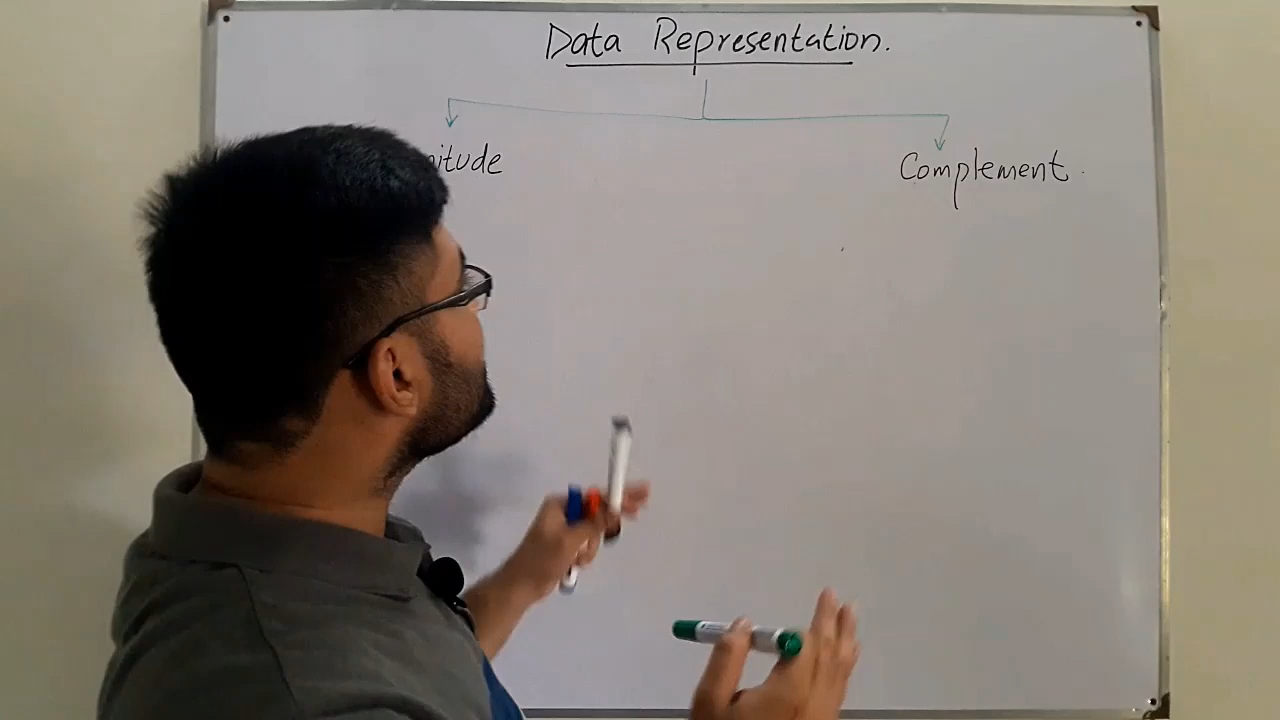 Data Representation.
nitude
Complement.